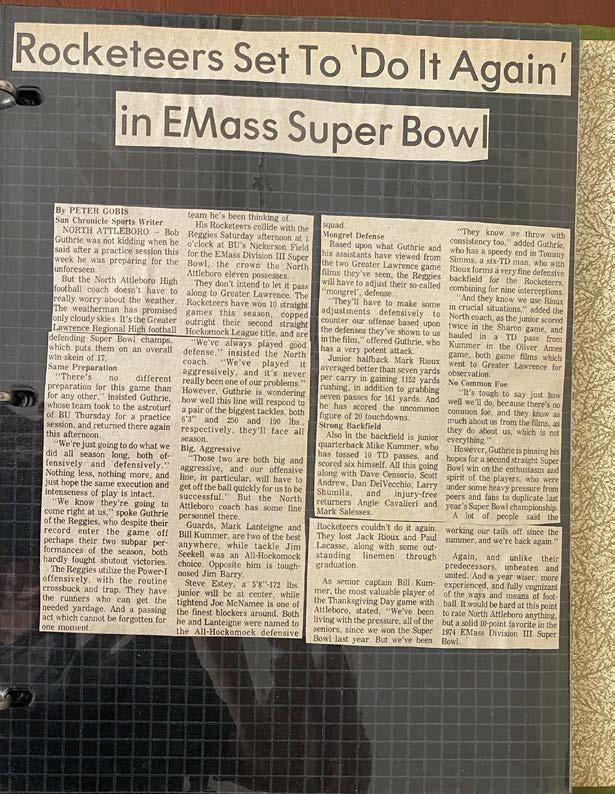 Rocketeers Set To 'Do It Again'
in EMass Super Bowl
By PETER GOBIS
Sun Chronicle Sports Writer
NORTH ATTLEBORO — Bob
Guthrie was not kidding when he
said after a practice session this
week he was preparing for the
unforeseen.
But the North Attleboro High
football coach doesn't have to
really worry about the weather.
The weatherman has promised
only cloudy skies. It's the Greater
Lawrence Regional High football
defending Super Bowl champs,
which puts them on an overall
win-skein of 17.
Same Preparation
"There's no different
preparation for this game than
for any other," insisted Guthrie,
whose team took to the astroturf
of BU Thursday for a practice
session, and returned there again
this afternoon.
"We're just going to do what we
did all season long, both of-
fensively and defensively."
Nothing less, nothing more, and
just hope the same execution and
intenseness of play is intact.
"We know they're going to
come right at us," spoke Guthrie
of the Reggies, who despite their
record enter the game off
perhaps their two subpar per-
formances of the season, both
hardly fought shutout victories.
The Reggies utilize the Power-I
offensively, with the routine
crossbuck and trap. They have
the runners who can get the
needed yardage. And a passing
act which cannot be forgotten for
one moment.
team he's been thinking of.
His Rocketeers collide with the
Reggies Saturday afternoon at 1
o'clock at BU's Nickerson Field
for the EMass Division III Super
Bowl, the crown the North
Attleboro eleven possesses.
They don't intend to let it pass
along to Greater Lawrence. The
Rocketeers have won 10 straight
games this season, copped
outright their second straight
Hockomock League title, and are
"We've always played good
defense," insisted the North
coach. "We've played it
aggressively, and it's never
really been one of our problems."
However, Guthrie is wondering
how well this line will respond to
a pair of the biggest tackles, both
6'3" and 250 and 190 lbs.,
respectively, they'll face all
season.
Big, Aggressive
"Those two are both big and
aggressive, and our offensive
line, in particular, will have to
get off the ball quickly for us to be
successful." But the North
Attleboro coach has some fine
personnel there.
Guards, Mark Lanteigne and
Bill Kummer, are two of the best
anywhere, while tackle Jim
Seekell was an All-Hockomock
choice. Opposite him is tough-
nosed Jim Barry.
Steve Estey, a 5'8"-172 lbs.
junior will be at center, while
tightend Joe McNamee is one of
the finest blockers around. Both
he and Lanteigne were named to
the All-Hockomock defensive
squad.
Mongrel Defense
Based upon what Guthrie and
his assistants have viewed from
the two Greater Lawrence game
films they've seen, the Reggies
will have to adjust their so-called
"mongrel", defense.
"They'll have to make some
adjustments defensively to
counter our offense based upon
the defenses they've shown to us
in the film," offered Guthrie, who
has a very potent attack.
Junior halfback Mark Rioux
averaged better than seven yards
per carry in gaining 1152 yards
rushing, in addition to grabbing
seven passes for 161 yards. And
he has scored the uncommon
figure of 20 touchdowns.
Strong Backfield
Also in the backfield is junior
quarterback Mike Kummer, who
has tossed 10 TD passes, and
scored six himself. All this going
along with Dave Censorio, Scott
Andrew, Dan DelVecchio, Larry
Shumila, and injury-free
returners Angie Cavalieri and
Mark Salesses.
"They know we throw with
consistency too," added Guthrie,
who has a speedy end in Tommy
Simms, a six-TD man, who with
Rioux forms a very fine defensive
backfield for the Rocketeers,
combining for nine interceptions.
"And they know we use Rioux
in crucial situations," added the
North coach, as the junior scored
twice in the Sharon game, and
hauled in a TD pass from
Kummer in the Oliver Ames
game, both game films which
went to Greater Lawrence for
observation.
No Common Foe
"It's tough to say just how
well we'll do, because there's no
common foe, and they know as
much about us from the films, as
they do about us, which is not
everything."
However, Guthrie is pinning his
hopes for a second straight Super
Bowl win on the enthusiasm and
spirit of the players, who were
under some heavy pressure from
peers and fans to duplicate last
year's Super Bowl championship.
A lot of people said the
Rocketeers couldn't do it again.
They lost Jack Rioux and Paul
Lacasse, along with some out-
standing linemen through
graduation.
As senior captain Bill Kum-
mer, the most valuable player of
the Thanksgiving Day game with
Attleboro, stated, "We've been
living with the pressure, all of the
seniors, since we won the Super
Bowl last year. But we've been
working our tails off since the
summer, and we're back again."
Again, and unlike their
predecessors, unbeaten and
united. And a year wiser, more
experienced, and fully cognizant
of the ways and means of foot-
ball. It would be hard at this point
to rate North Attleboro anything,
but a solid 10-point favorite in the
1974 EMass Division III Super
Bowl.